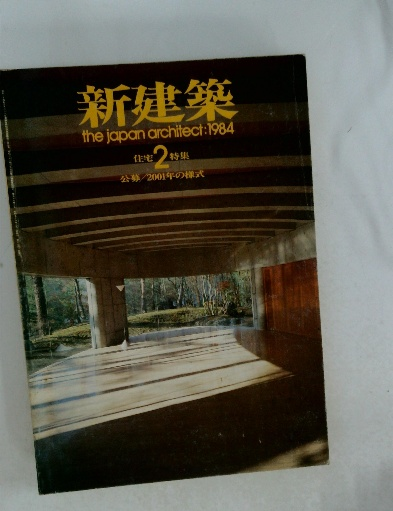 新建築
the japan architect:1984
住宅2特集
公募/2001年の様式